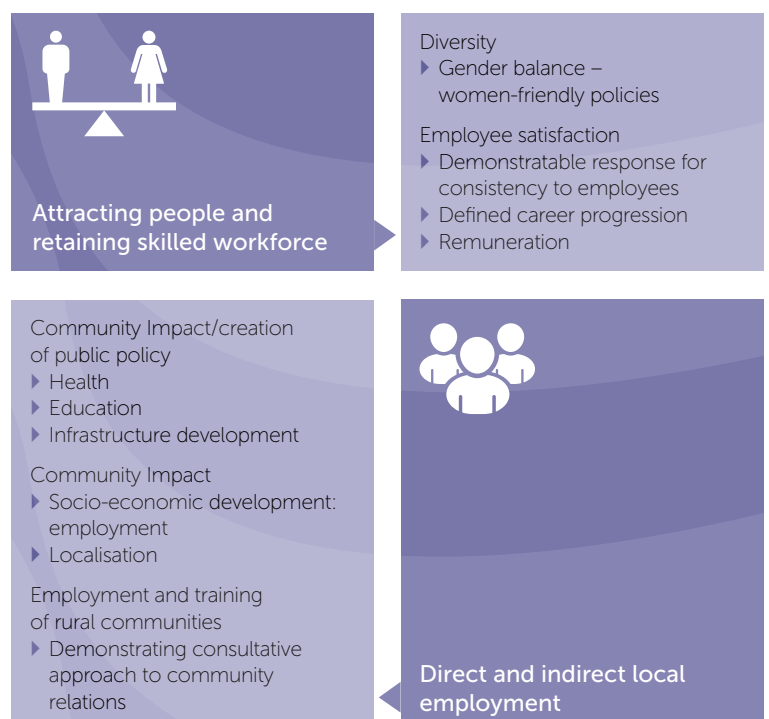 Attracting people and
retaining skilled workforce
Diversity
Gender balance –
women-friendly policies
Employee satisfaction
Demonstratable response for
consistency to employees
Defined career progression
Remuneration
Community Impact/creation
of public policy
Health
Education
Infrastructure development
Community Impact
Socio-economic development:
employment
Localisation
Employment and training
of rural communities
Demonstrating consultative
approach to community
relations
Direct and indirect local
employment